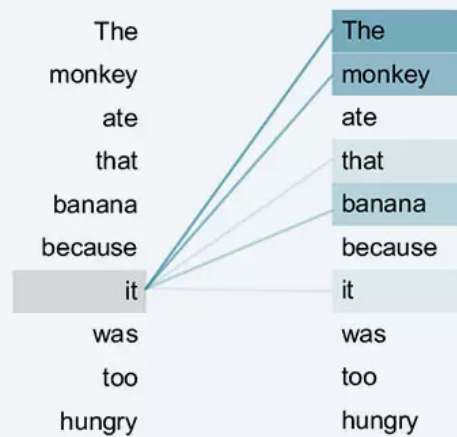 The
monkey
ate
that
banana
because
it
was
too
hungry
The
monkey
ate
that
banana
because
it
was
too
hungry